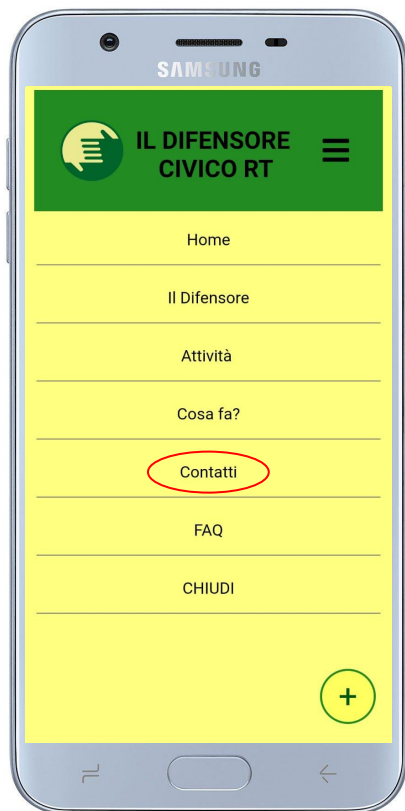 SAMSUNG
IL DIFENSORE
CIVICO RT
Home
Il Difensore
Attività
Cosa fa?
Contatti
FAQ
CHIUDI
+